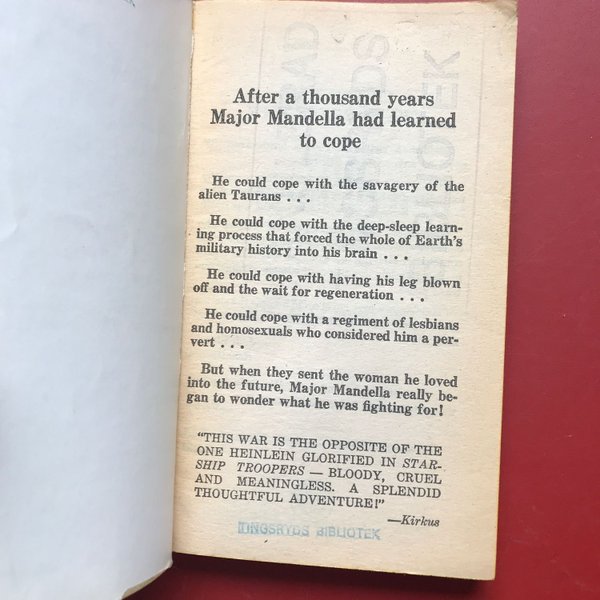 After a thousand years
Major Mandella had learned
to cope
He could cope with the savagery of the
alien Taurans . . .
He could cope with the deep-sleep learn-
ing process that forced the whole of Earth's
military history into his brain . . .
He could cope with having his leg blown
off and the wait for regeneration . . .
He could cope with a regiment of lesbians
and homosexuals who considered him a per-
vert . . .
But when they sent the woman he loved
into the future, Major Mandella really be-
gan to wonder what he was fighting for!
"THIS WAR IS THE OPPOSITE OF THE
ONE HEINLEIN GLORIFIED IN STAR-
SHIP TROOPERS — BLOODY, CRUEL
AND MEANINGLESS. A SPLENDID
THOUGHTFUL ADVENTURE!"
—Kirkus
TINGSRYDS BIBLIOTEK